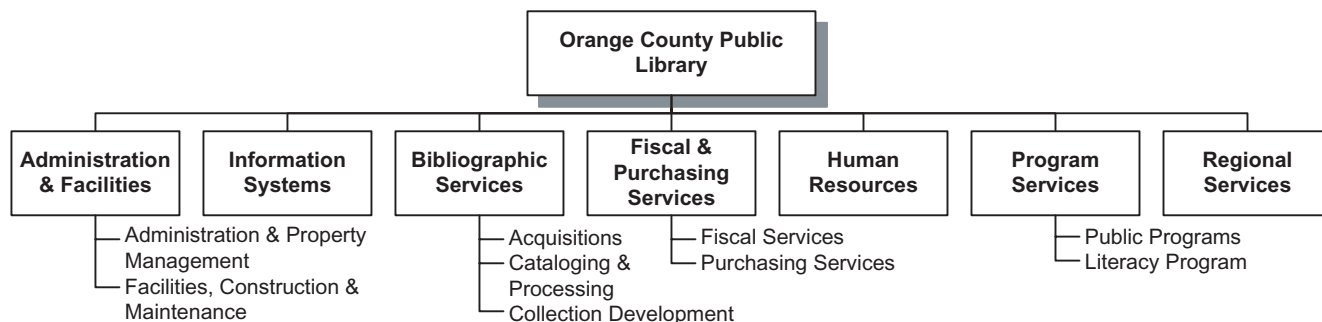 Orange County Public
Library
Administration
& Facilities
Information
Systems
Bibliographic
Services
Fiscal &
Purchasing
Services
Human
Resources
Program
Services
Regional
Services
Administration & Property
Management
Facilities, Construction &
Maintenance
Acquisitions
Cataloging &
Processing
Collection Development
Fiscal Services
Purchasing Services
Public Programs
Literacy Program